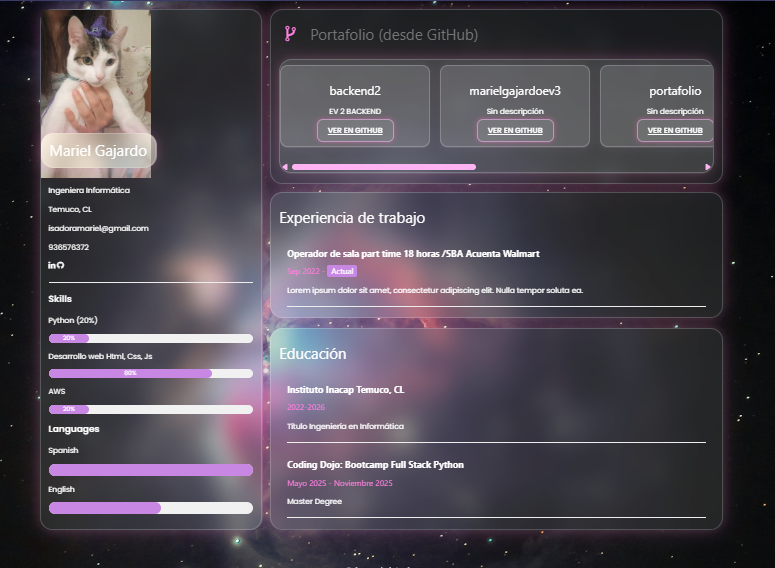 Mariel Gajardo
Ingeniera Informática
Temuco, CL
isadoramariel@gmail.com
936576372
in
Skills
Python (20%)
20%
Desarrollo web Html, Css, Js
80%
AWS
20%
Languages
Spanish
English
Portafolio (desde GitHub)
backend2
EV 2 BACKEND
VER EN GITHUB
marielgajardoev3
Sin descripción
VER EN GITHUB
portafolio
Sin descripción
VER EN GITHUB
Experiencia de trabajo
Operador de sala part time 18 horas /SBA Acuenta Walmart
Sep 2022 - Actual
Lorem ipsum dolor sit amet, consectetur adipiscing elit. Nulla tempor soluta ea.
Educación
Instituto Inacap Temuco, CL
2022-2026
Titulo Ingeniería en Informática
Coding Dojo: Bootcamp Full Stack Python
Mayo 2025 - Noviembre 2025
Master Degree